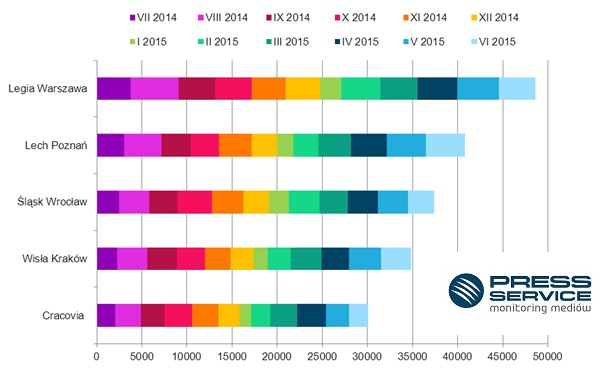 VII 2014 VIII 2014 IX 2014 X 2014 XI 2014 XII 2014
I 2015 II 2015 III 2015 IV 2015 V 2015 VI 2015
Legia Warszawa
Lech Poznań
Śląsk Wrocław
Wisła Kraków
Cracovia
PRESS
SERVICE
monitoring mediów
0 5000 10000 15000 20000 25000 30000 35000 40000 45000 50000